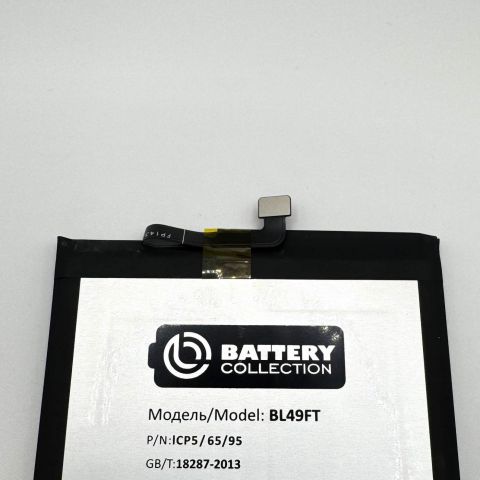 BATTERY
COLLECTION
Модель/Model: BL49FT
P/N:ICP5/65/95
GB/T:18287-2013